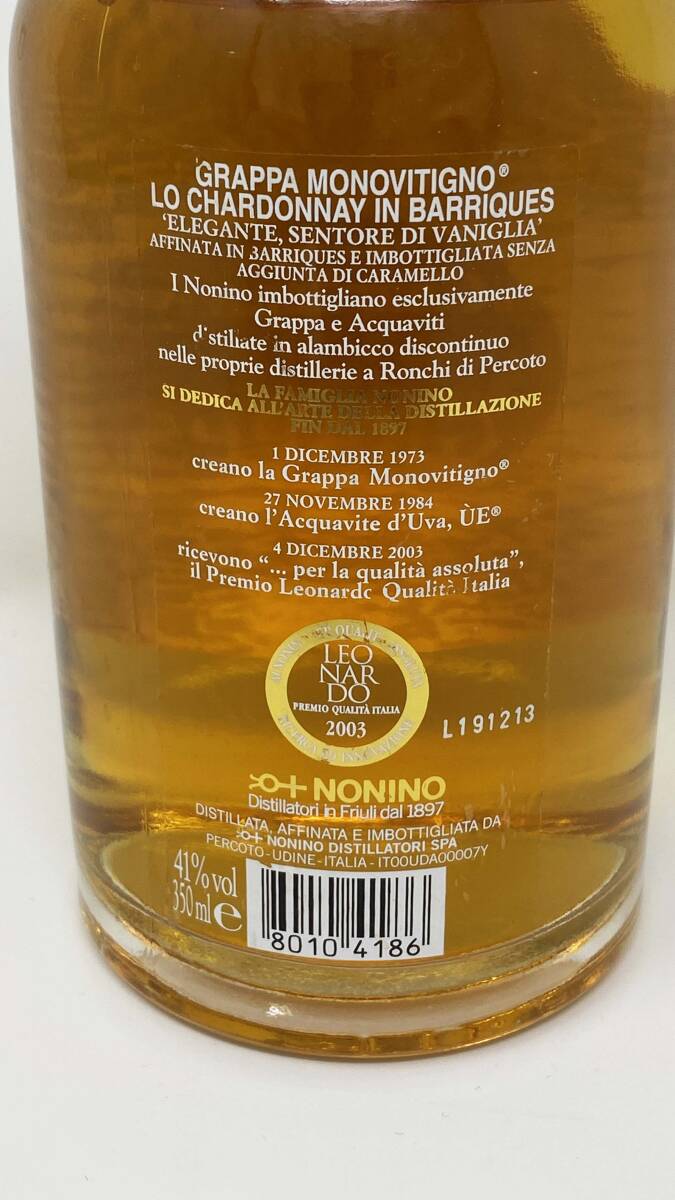 GRAPPA MONOVITIGNO®
LO CHARDONNAY IN BARRIQUES
‘ELEGANTE, SENTORE DI VANIGLIA’
AFFINATA IN BARRIQUES E IMBOTTIGLIATA SENZA
AGGIUNTA DI CARAMELLO
I Nonino imbottigliano esclusivamente
Grappa e Acquaviti
distillate in alambicco discontinuo
nelle proprie distillerie a Ronchi di Percoto
LA FAMIGLIA NONINO
SI DEDICA ALL'ARTE DELLA DISTILLAZIONE
FIN DAL 1897
1 DICEMBRE 1973
creano la Grappa Monovitigno®
27 NOVEMBRE 1984
creano l'Acquavite d'Uva, ÙE®
4 DICEMBRE 2003
ricevono “... per la qualità assoluta”,
il Premio Leonardo Qualità Italia
LEO
NAR
DO
PREMIO QUALITÀ ITALIA
2003
RICERCA ED INNOVAZIONE
L191213
NONINO
Distillatori in Friuli dal 1897
DISTILLATA, AFFINATA E IMBOTTIGLIATA DA
NONINO DISTILLATORI SPA
PERCOTO - UDINE - ITALIA - IT00UDA00007Y
41% vol
350 ml e
8010 4186